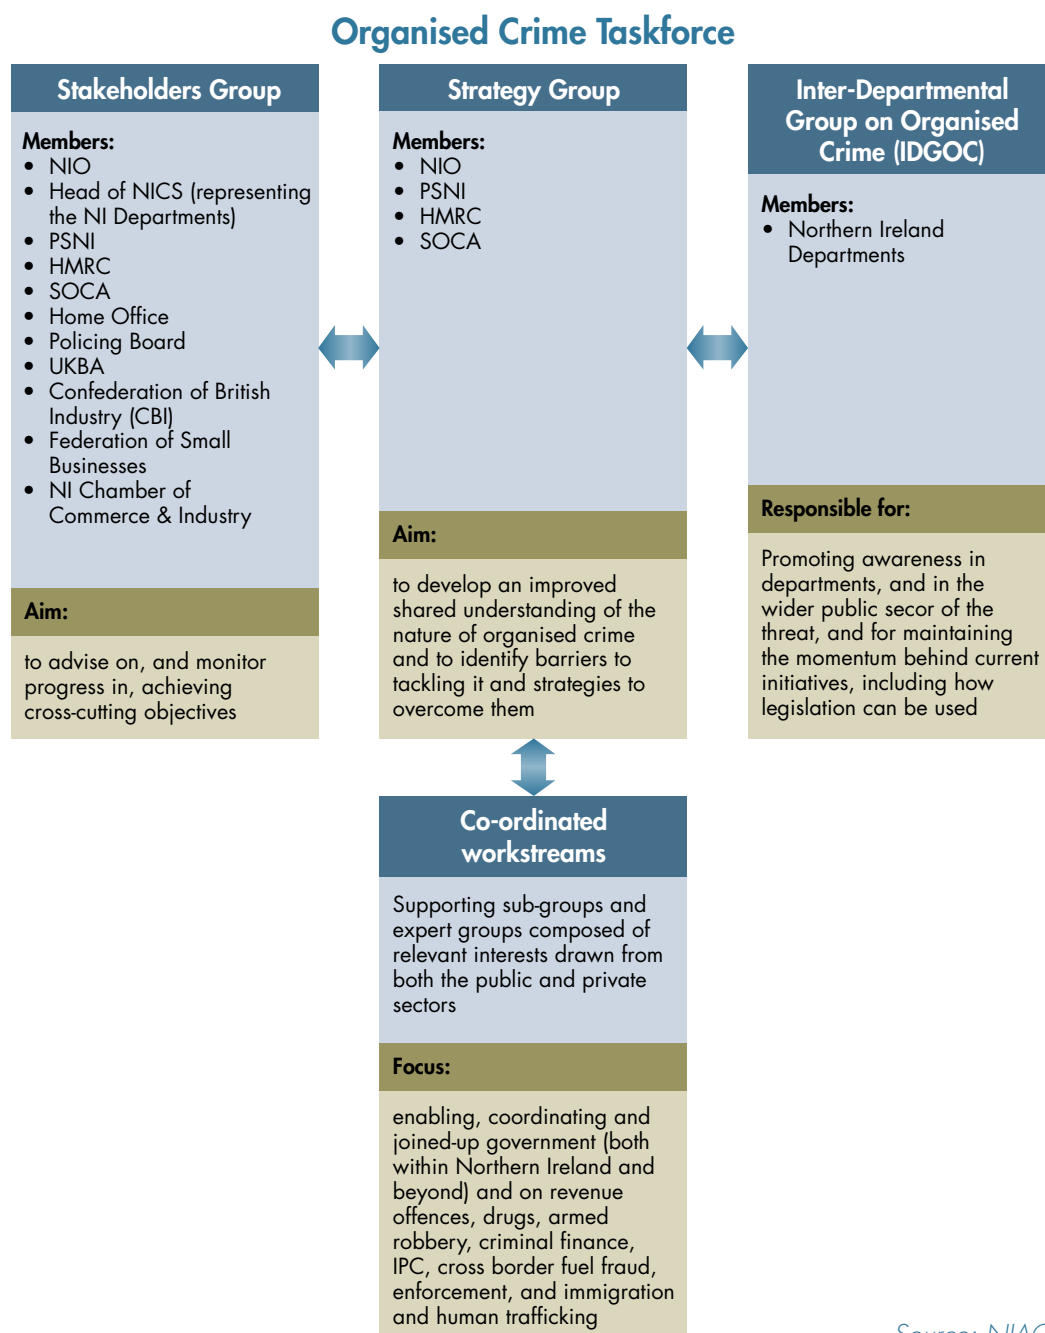 Organised Crime Taskforce
Stakeholders Group
Members:
• NIO
• Head of NICS (representing
the NI Departments)
• PSNI
• HMRC
• SOCA
• Home Office
• Policing Board
• UKBA
• Confederation of British
Industry (CBI)
• Federation of Small
Businesses
• NI Chamber of
Commerce & Industry
Aim:
to advise on, and monitor
progress in, achieving
cross-cutting objectives
Strategy Group
Members:
• NIO
• PSNI
• HMRC
• SOCA
Aim:
to develop an improved
shared understanding of the
nature of organised crime
and to identify barriers to
tackling it and strategies to
overcome them
Inter-Departmental
Group on Organised
Crime (IDGOC)
Members:
• Northern Ireland
Departments
Responsible for:
Promoting awareness in
departments, and in the
wider public secor of the
threat, and for maintaining
the momentum behind current
initiatives, including how
legislation can be used
Co-ordinated
workstreams
Supporting sub-groups and
expert groups composed of
relevant interests drawn from
both the public and private
sectors
Focus:
enabling, coordinating and
joined-up government (both
within Northern Ireland and
beyond) and on revenue
offences, drugs, armed
robbery, criminal finance,
IPC, cross border fuel fraud,
enforcement, and immigration
and human trafficking
Source: NIAO